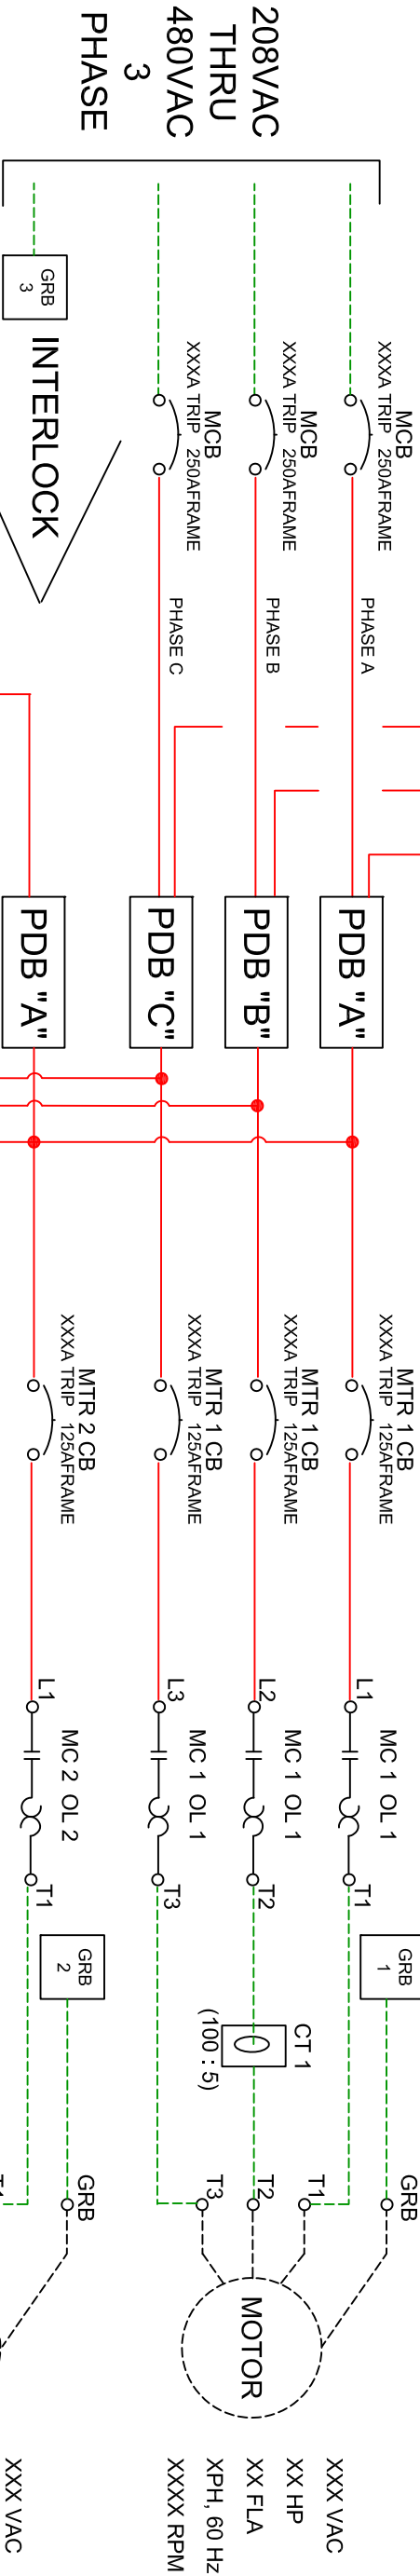 208VAC
THRU
480VAC
3
PHASE
MCB
XXXA TRIP 250AFRAME
MCB
XXXA TRIP 250AFRAME
MCB
XXXA TRIP 250AFRAME
GRB
3
INTERLOCK
PHASE A
PHASE B
PHASE C
PDB "A"
PDB "B"
PDB "C"
PDB "A"
MTR 1 CB
XXXA TRIP 125AFRAME
MTR 1 CB
XXXA TRIP 125AFRAME
MTR 1 CB
XXXA TRIP 125AFRAME
MTR 2 CB
XXXA TRIP 125AFRAME
L1
MC 1 OL 1
T1
L2
MC 1 OL 1
T2
L3
MC 1 OL 1
T3
L1
MC 2 OL 2
T1
GRB
1
GRB
2
CT 1
(100 : 5)
GRB
T1
T2
T3
GRB
T1
MOTOR
XXX VAC
XX HP
XX FLA
XPH, 60 Hz
XXXX RPM
XXX VAC